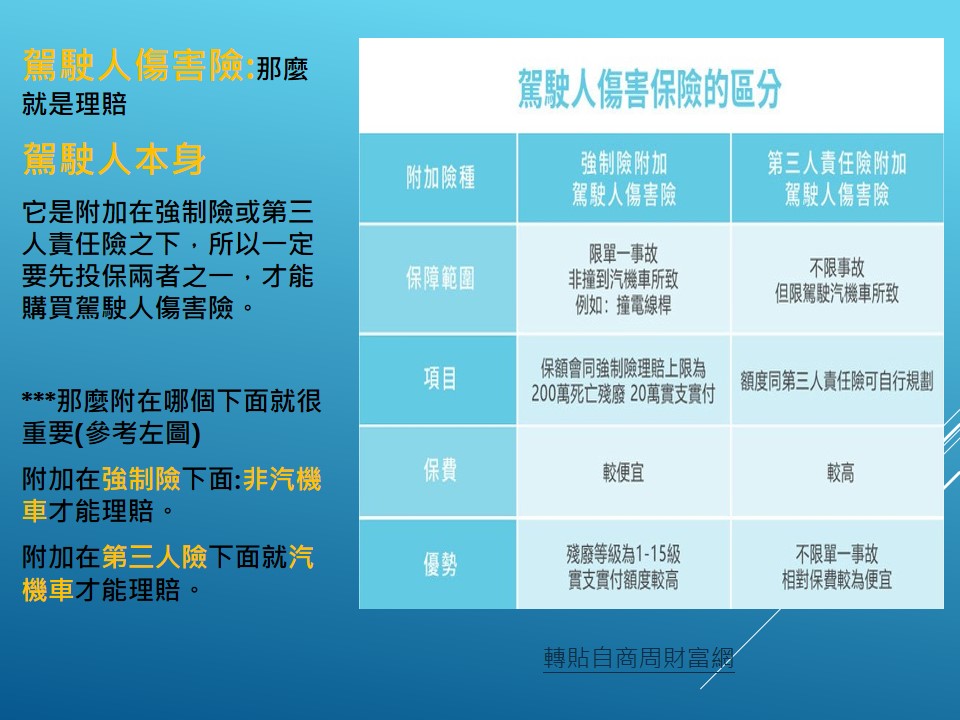 駕駛人傷害險:那麼
就是理賠
駕駛人本身
它是附加在強制險或第三
人責任險之下，所以一定
要先投保兩者之一，才能
購買駕駛人傷害險。
***那麼附在哪個下面就很
重要(參考左圖)
附加在強制險下面:非汽機
車才能理賠。
附加在第三人險下面就汽
機車才能理賠。
駕駛人傷害保險的區分
附加險種
強制險附加
駕駛人傷害險
第三人責任險附加
駕駛人傷害險
保障範圍
限單一事故
非撞到汽機車所致
例如：撞電線桿
不限事故
但限駕駛汽機車所致
項目
保額會同強制險理賠上限為
200萬死亡殘廢 20萬實支實付
額度同第三人責任險可自行規劃
保費
較便宜
較高
優勢
殘廢等級為1-15級
實支實付額度較高
不限單一事故
相對保費較為便宜
轉貼自商周財富網